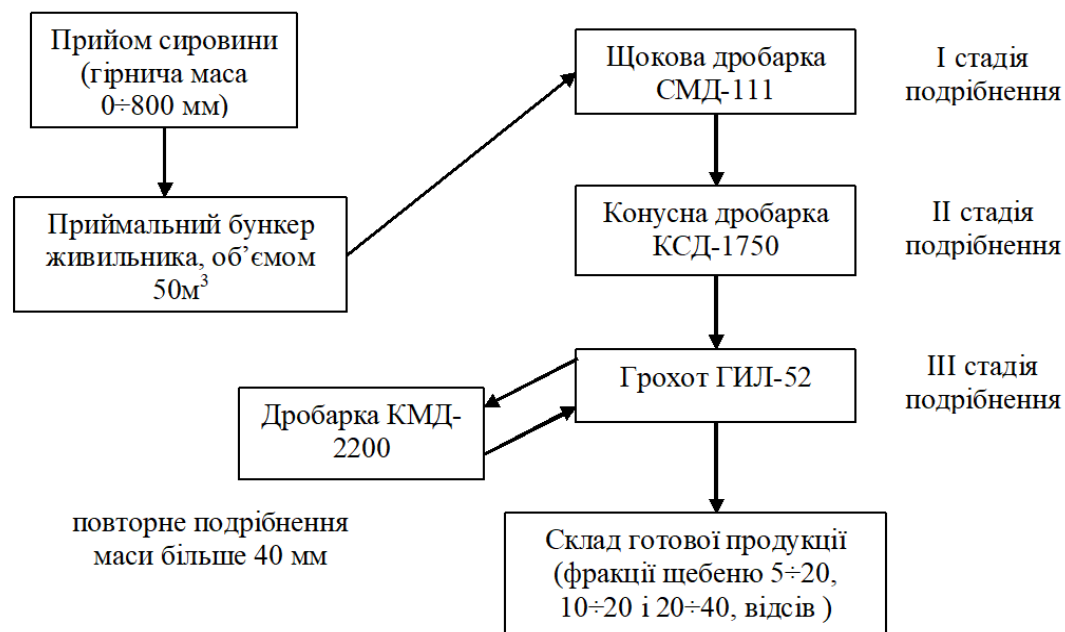 Прийом сировини
(гірнича маса
0÷800 мм)
Приймальний бункер
живильника, об’ємом
50м³
Щокова дробарка
СМД-111
І стадія
подрібнення
Конусна дробарка
КСД-1750
ІІ стадія
подрібнення
Грохот ГИЛ-52
ІІІ стадія
подрібнення
Дробарка КМД-
2200
повторне подрібнення
маси більше 40 мм
Склад готової продукції
(фракції щебеню 5÷20,
10÷20 і 20÷40, відсів )